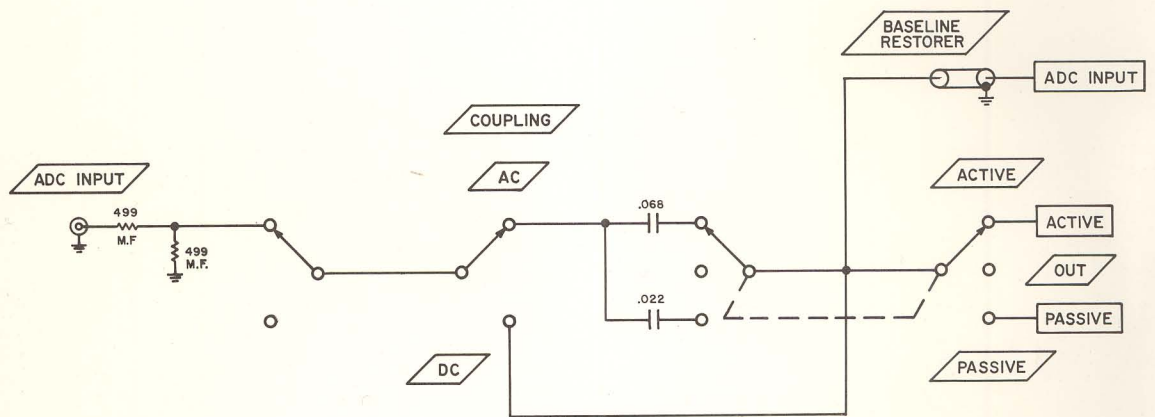 BASELINE
RESTORER
ADC INPUT
COUPLING
ADC INPUT
AC
ACTIVE
499
M.F
499
M.F.
.068
ACTIVE
OUT
.022
PASSIVE
DC
PASSIVE